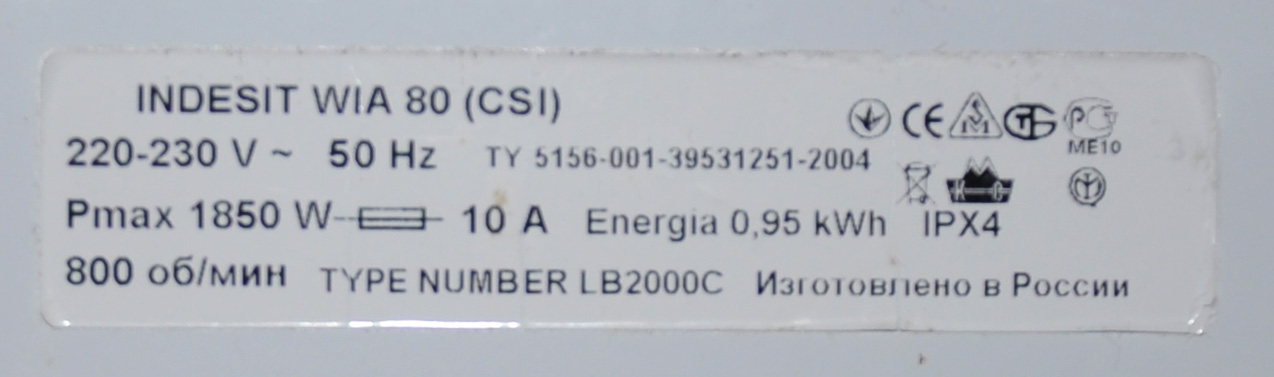 INDESIT WIA 80 (CSI)
220-230 V ~ 50 Hz TY 5156-001-39531251-2004
ME10
Pmax 1850 W 10 A Energia 0,95 kWh IPX4
800 об/мин TYPE NUMBER LB2000C Изготовлено в России